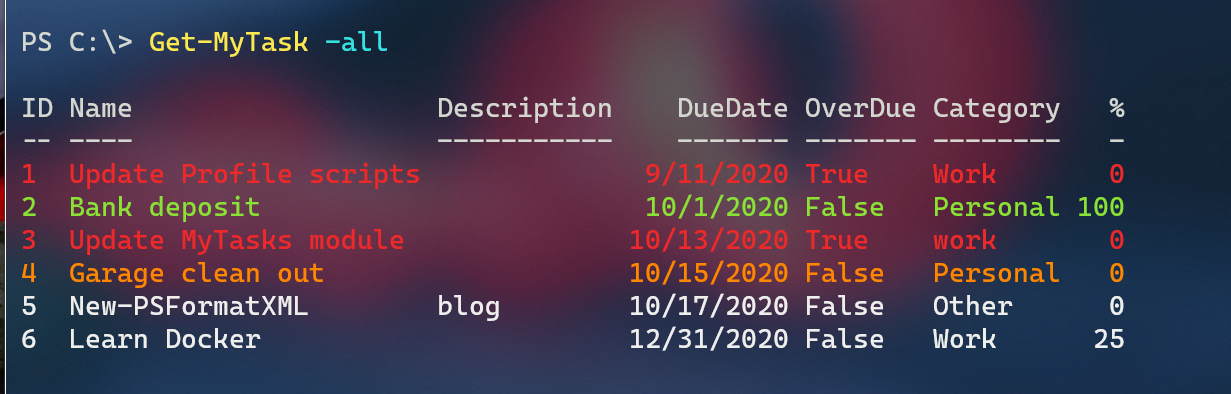 PS C:\> Get-MyTask -all
ID Name Description DueDate OverDue Category %
-- ---- ----------- ------- ------- -------- -
1 Update Profile scripts 9/11/2020 True Work 0
2 Bank deposit 10/1/2020 False Personal 100
3 Update MyTasks module 10/13/2020 True work 0
4 Garage clean out 10/15/2020 False Personal 0
5 New-PSFormatXML blog 10/17/2020 False Other 0
6 Learn Docker 12/31/2020 False Work 25